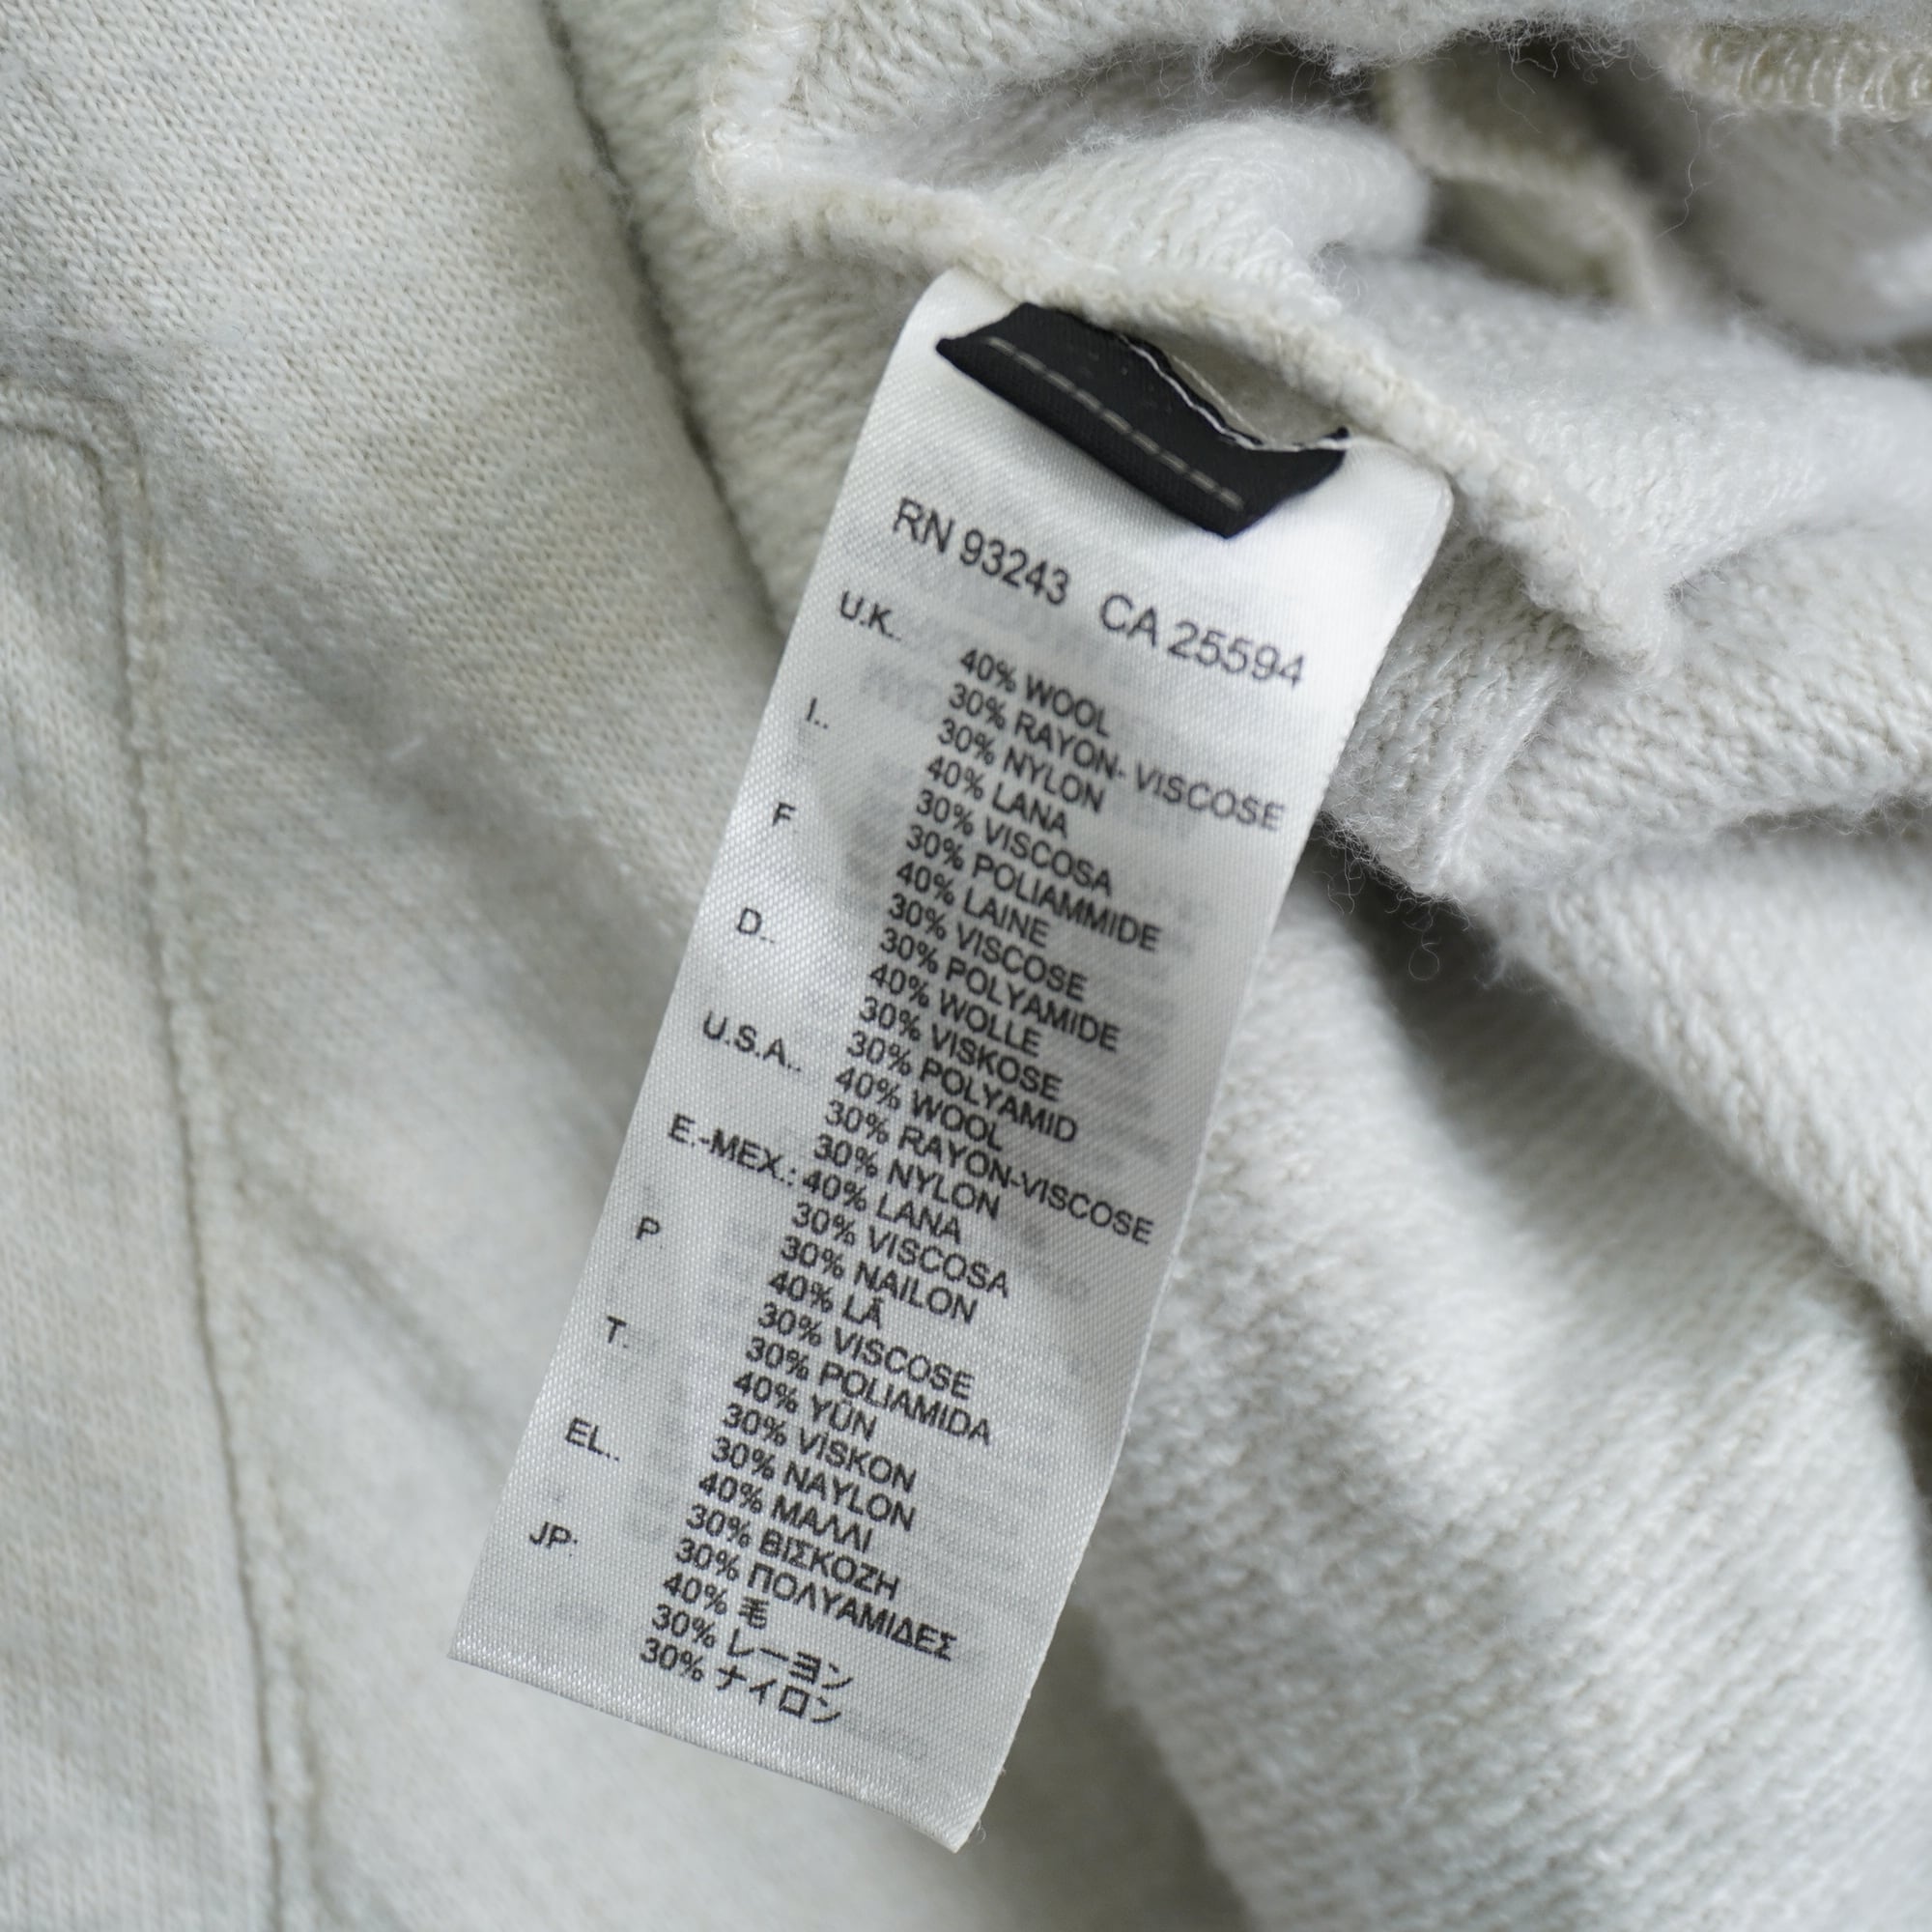 RN 93243 CA 25594
U.K.. 40% WOOL
30% RAYON- VISCOSE
30% NYLON
I.. 40% LANA
30% VISCOSA
30% POLIAMMIDE
F. 40% LAINE
30% VISCOSE
30% POLYAMIDE
D.. 40% WOLLE
30% VISKOSE
30% POLYAMID
U.S.A.. 40% WOOL
30% RAYON-VISCOSE
30% NYLON
E.-MEX.: 40% LANA
30% VISCOSA
30% NAILON
P. 40% LÃ
30% VISCOSE
30% POLIAMIDA
T. 40% YÜN
30% VİSKON
30% NAYLON
EL.. 40% ΜΑΛΛΙ
30% ΒΙΣΚΟΖΗ
30% ΠΟΛΥΑΜΙΔΕΣ
JP: 40% 毛
30% レーヨン
30% ナイロン